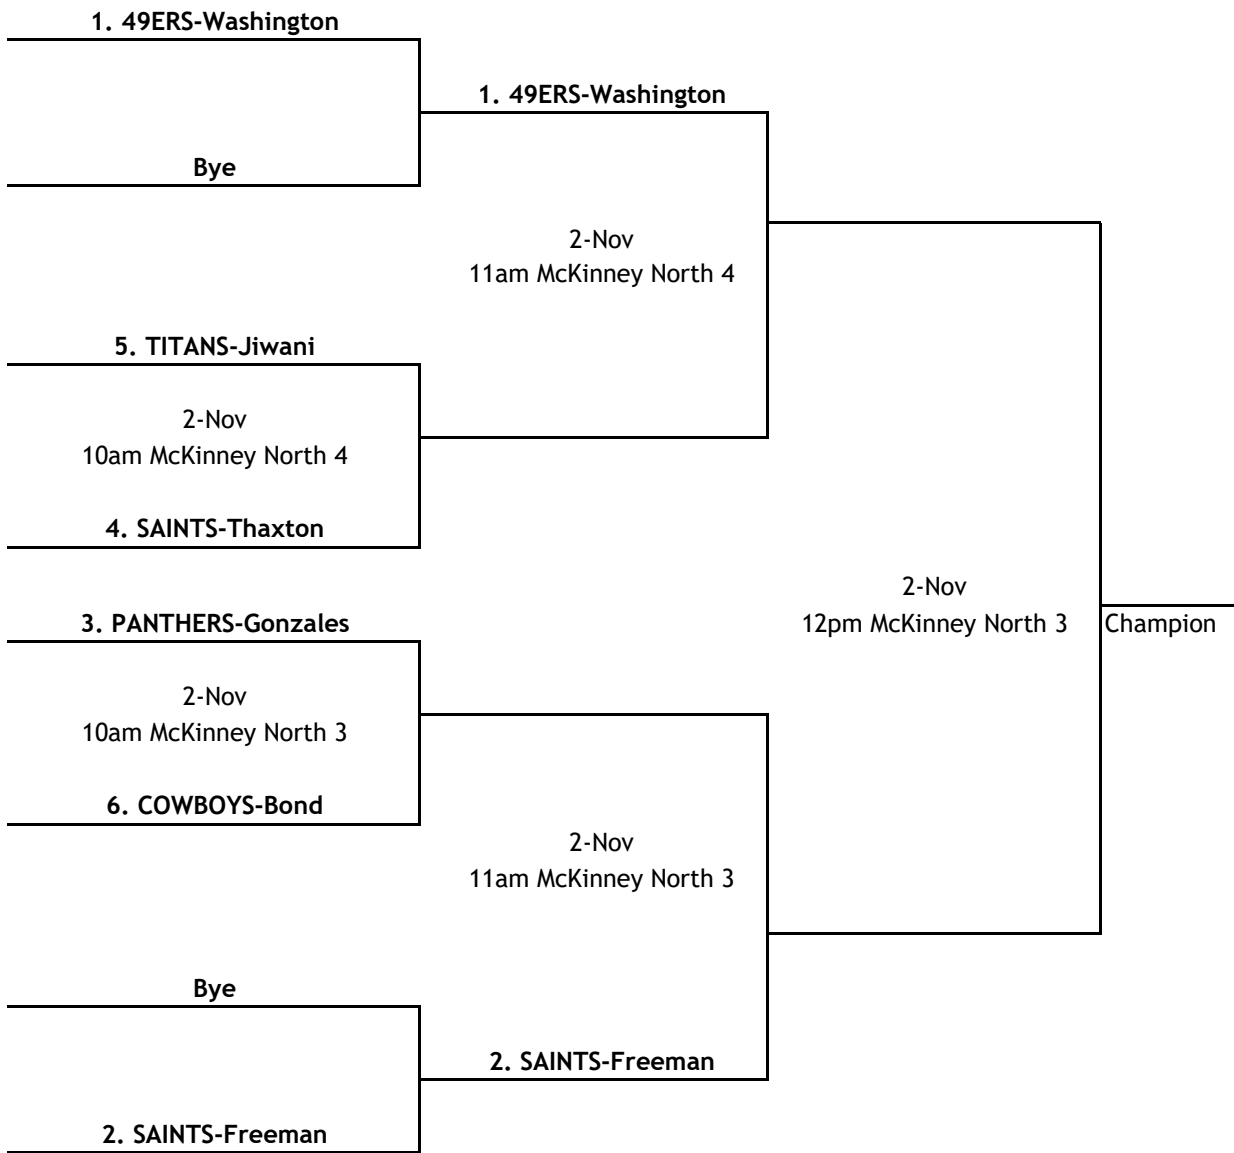 1. 49ERS-Washington
1. 49ERS-Washington
Bye
2-Nov
11am McKinney North 4
5. TITANS-Jiwani
2-Nov
10am McKinney North 4
4. SAINTS-Thaxton
2-Nov
12pm McKinney North 3
Champion
3. PANTHERS-Gonzales
2-Nov
10am McKinney North 3
6. COWBOYS-Bond
2-Nov
11am McKinney North 3
Bye
2. SAINTS-Freeman
2. SAINTS-Freeman